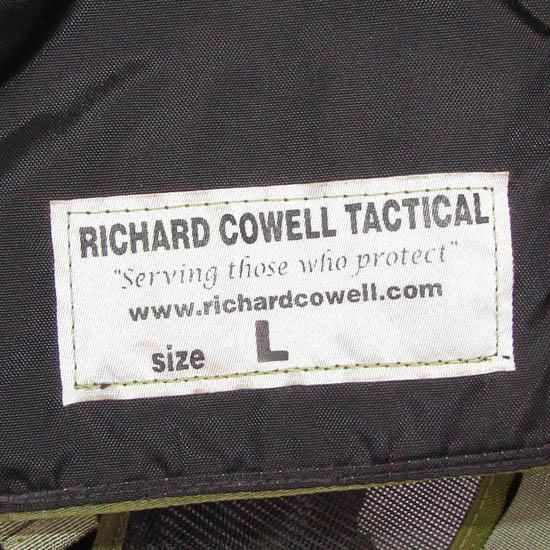 RICHARD COWELL TACTICAL
"Serving those who protect"
www.richardcowell.com
size L